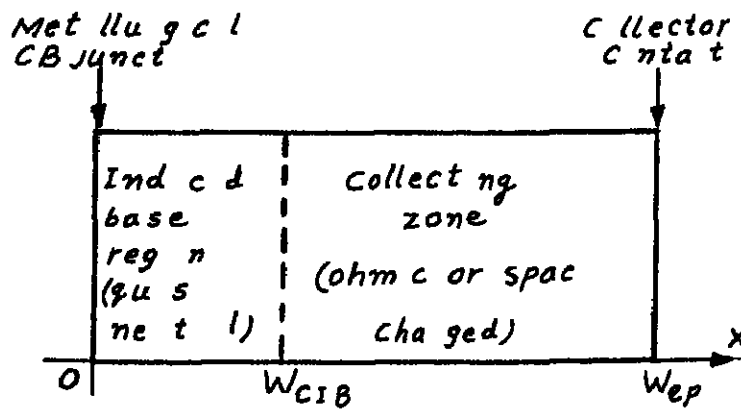 Met llu g c l
CB junct
C llector
C nta t
Ind c d
base
reg n
(qu s
ne t l)
Collect ng
zone
(ohm c or spac
cha ged)
O
W_CIB
W_ep
x